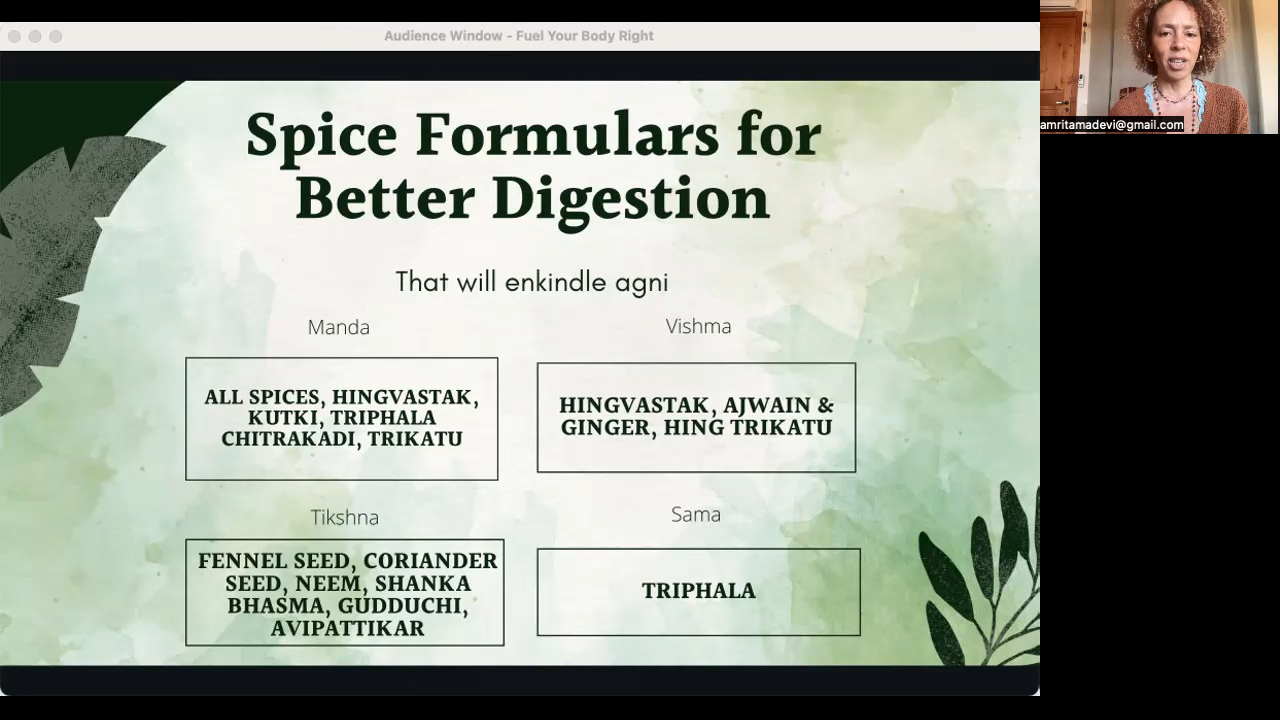 Audience Window - Fuel Your Body Right
amritamadevi@gmail.com
Spice Formulars for
Better Digestion
That will enkindle agni
Manda
ALL SPICES, HINGVASTAK,
KUTKI, TRIPHALA
CHITRAKADI, TRIKATU
Vishma
HINGVASTAK, AJWAIN &
GINGER, HING TRIKATU
Tikshna
FENNEL SEED, CORIANDER
SEED, NEEM, SHANKA
BHASMA, GUDDUCHI,
AVIPATTIKAR
Sama
TRIPHALA